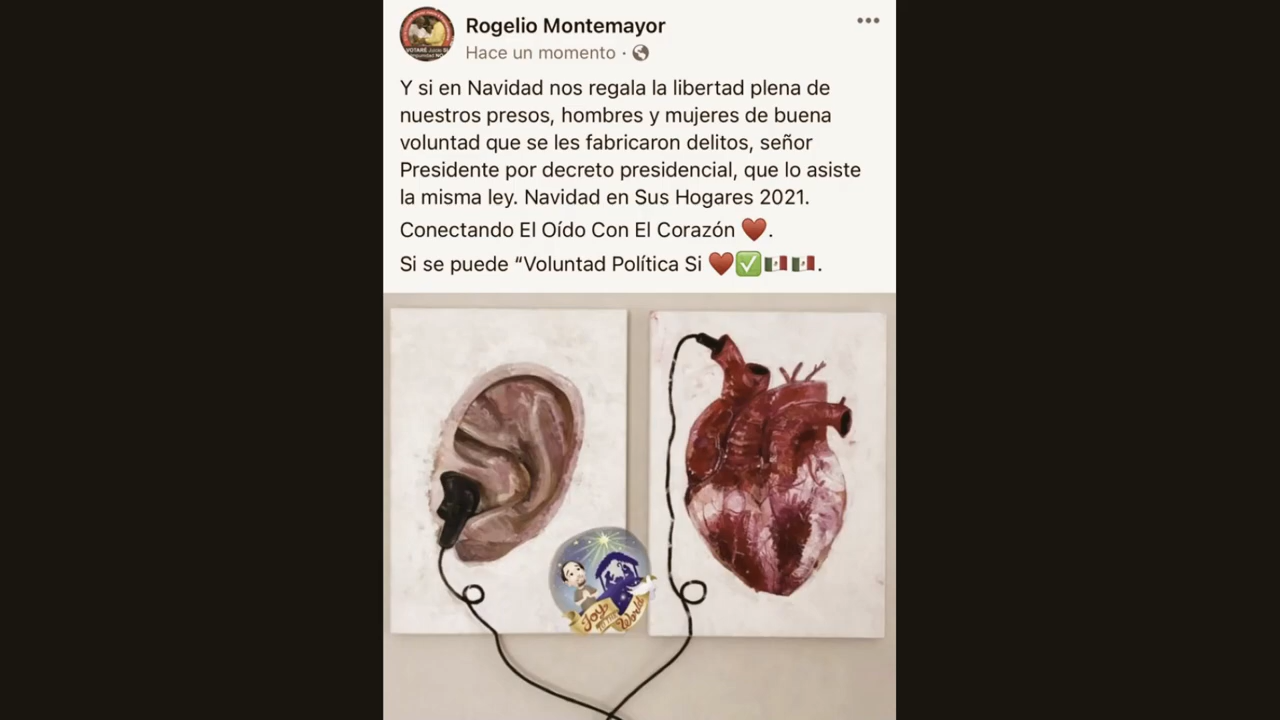 Rogelio Montemayor
Hace un momento ·
Y si en Navidad nos regala la libertad plena de
nuestros presos, hombres y mujeres de buena
voluntad que se les fabricaron delitos, señor
Presidente por decreto presidencial, que lo asiste
la misma ley. Navidad en Sus Hogares 2021.
Conectando El Oído Con El Corazón ♥️.
Si se puede “Voluntad Política Si ♥️✅🇲🇽🇲🇽.
Joy
World